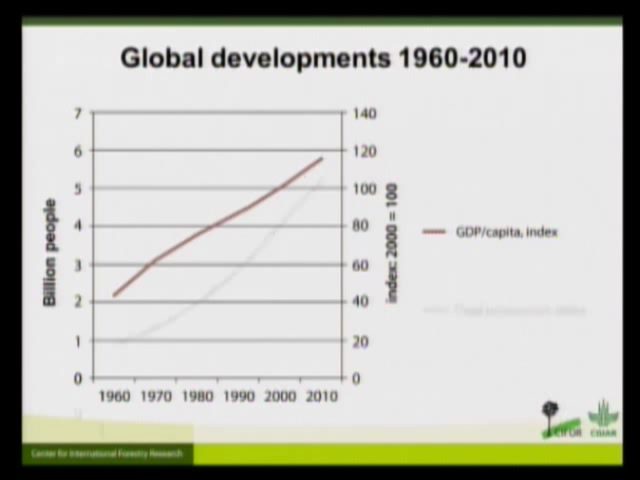 Global developments 1960-2010
7
6
5
4
3
2
1
0
Billion people
140
120
100
80
60
40
20
0
index: 2000 = 100
1960 1970 1980 1990 2000 2010
GDP/capita, index
Center for International Forestry Research
CIFOR
CGIAR